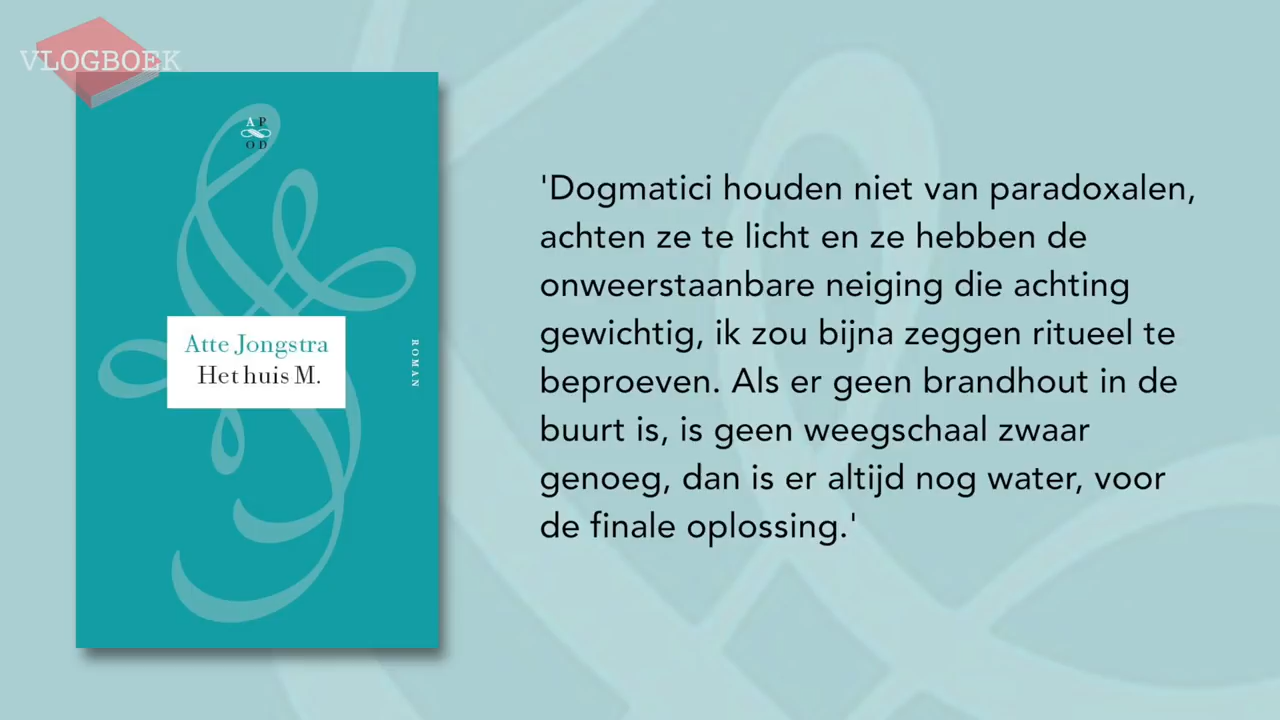 VLOGBOEK
A P
O D
Atte Jongstra
Het huis M.
ROMAN
'Dogmatici houden niet van paradoxalen,
achten ze te licht en ze hebben de
onweerstaanbare neiging die achting
gewichtig, ik zou bijna zeggen ritueel te
beproeven. Als er geen brandhout in de
buurt is, is geen weegschaal zwaar
genoeg, dan is er altijd nog water, voor
de finale oplossing.'